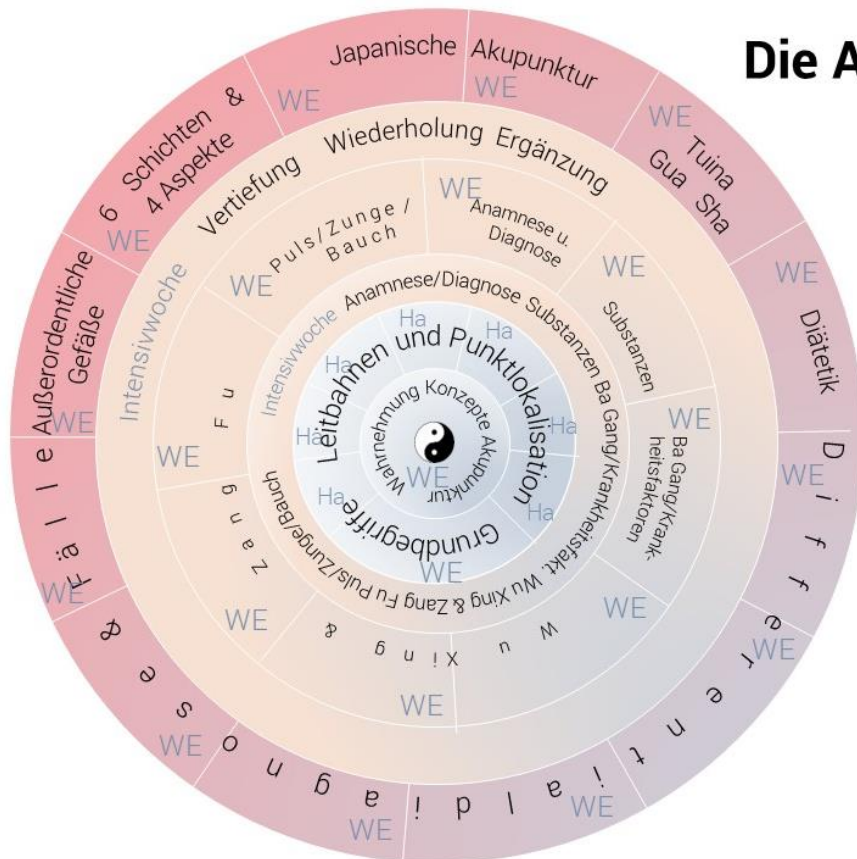 Die A
Japanische Akupunktur
WE
WE
WE
Tuina
Gua Sha
WE
Diätetik
WE
Differentialdiagnose & Fälle
WE
WE
WE
WE
WE
WE
Außerordentliche
Gefäße
WE
6 Schichten &
4 Aspekte
Intensivwoche
Vertiefung Wiederholung Ergänzung
WE
Anamnese u.
Diagnose
WE
Substanzen
WE
Ba Gang/Krank-
heitsfaktoren
WE
Wu Xing & Zang Fu
WE
WE
WE
WE
Puls/Zunge/
Bauch
Intensivwoche
Anamnese/Diagnose Substanzen Ba Gang/Krankheitsfakt. Wu Xing & Zang Fu Puls/Zunge/Bauch
Ha
Ha
Ha
Ha
Ha
Ha
Ha
Leitbahnen und Punktlokalisation
Grundbegriffe
WE
Wahrnehmung Konzepte Akupunktur
WE